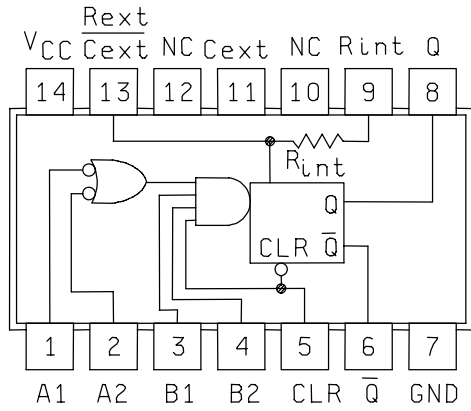 Rext
VCC Cext NC Cext NC Rint Q
14 13 12 11 10 9 8
Rint
Q
CLR Q̅
1 2 3 4 5 6 7
A1 A2 B1 B2 CLR Q̅ GND